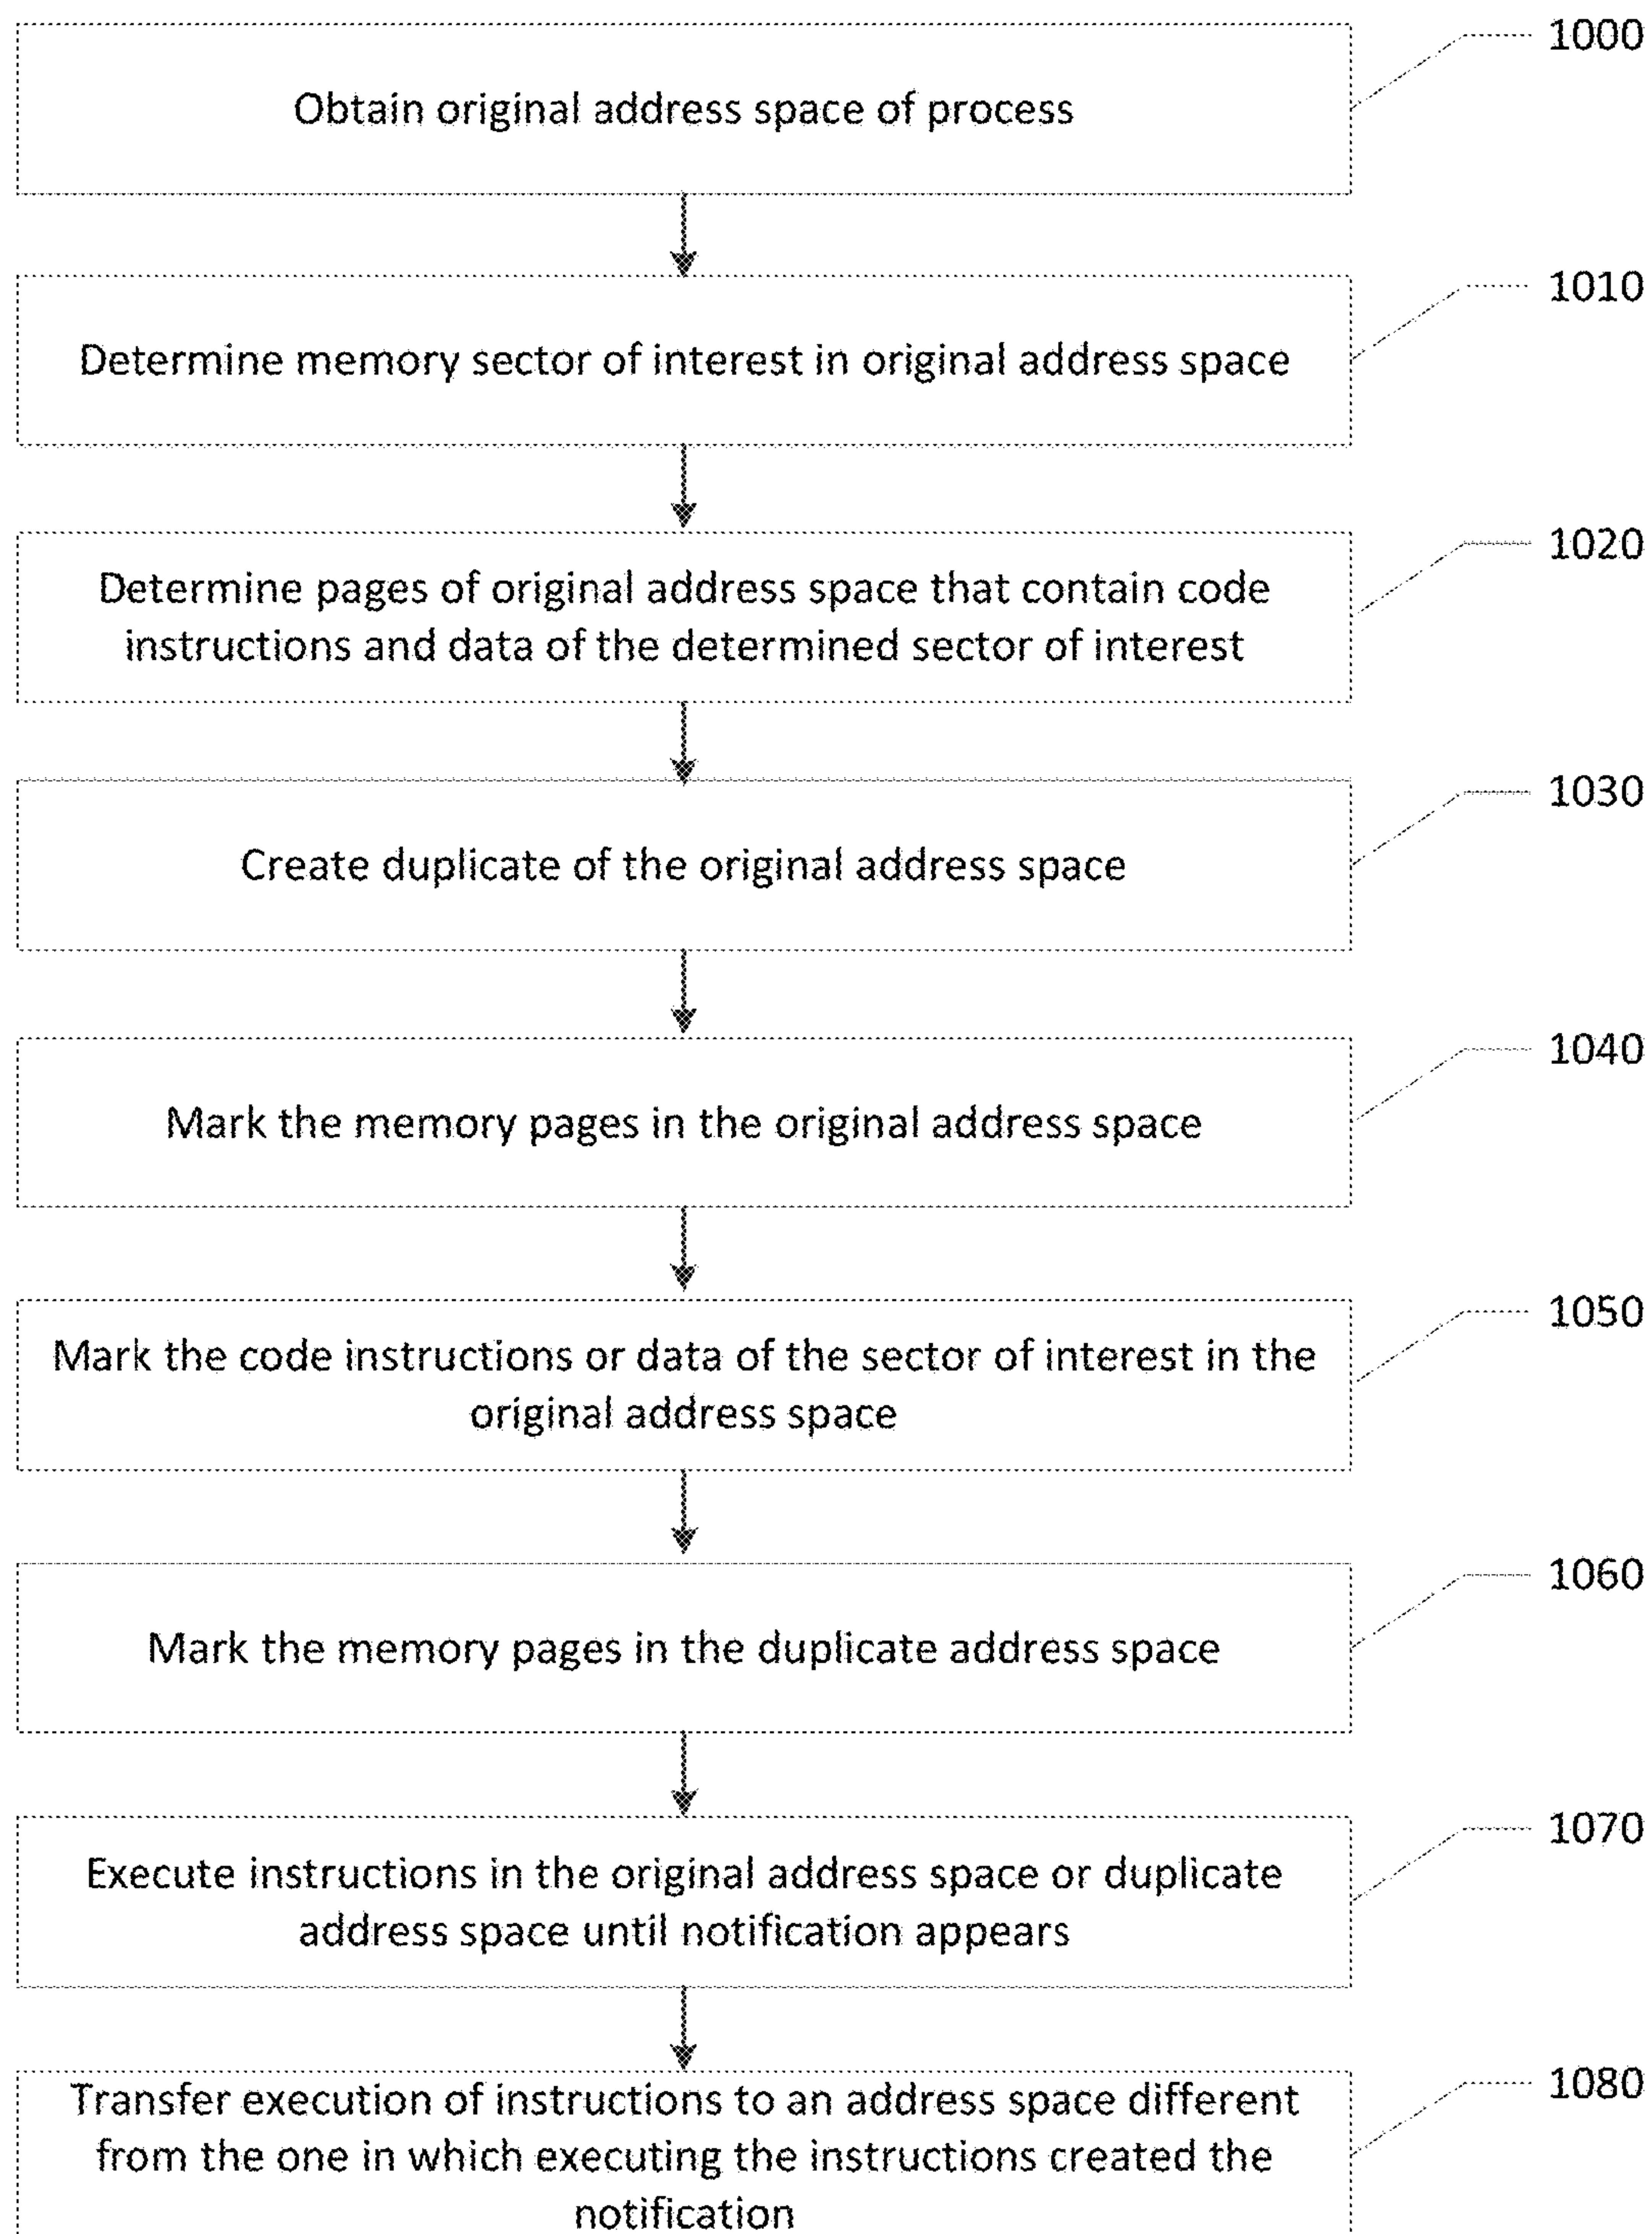 1000
Obtain original address space of process
1010
Determine memory sector of interest in original address space
1020
Determine pages of original address space that contain code
instructions and data of the determined sector of interest
1030
Create duplicate of the original address space
1040
Mark the memory pages in the original address space
1050
Mark the code instructions or data of the sector of interest in the
original address space
1060
Mark the memory pages in the duplicate address space
1070
Execute instructions in the original address space or duplicate
address space until notification appears
1080
Transfer execution of instructions to an address space different
from the one in which executing the instructions created the
notification